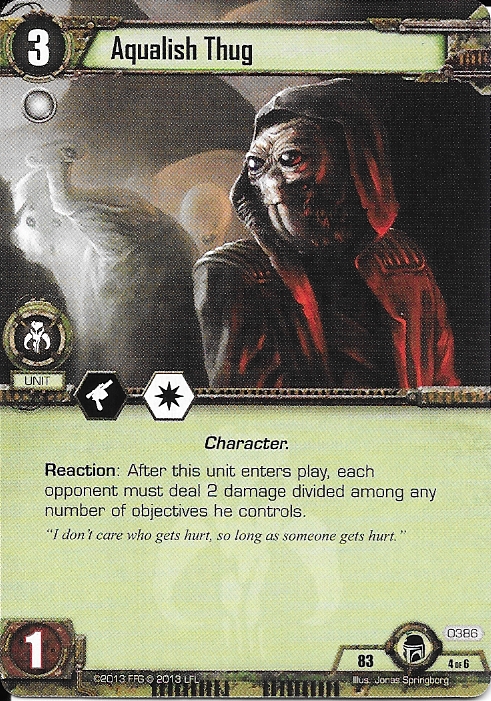 3
Aqualish Thug
UNIT
Character.
Reaction: After this unit enters play, each
opponent must deal 2 damage divided among any
number of objectives he controls.
"I don't care who gets hurt, so long as someone gets hurt."
1
0386
83
4 OF 6
©2013 FFG © 2013 LFL
Illus. Jonas Springborg